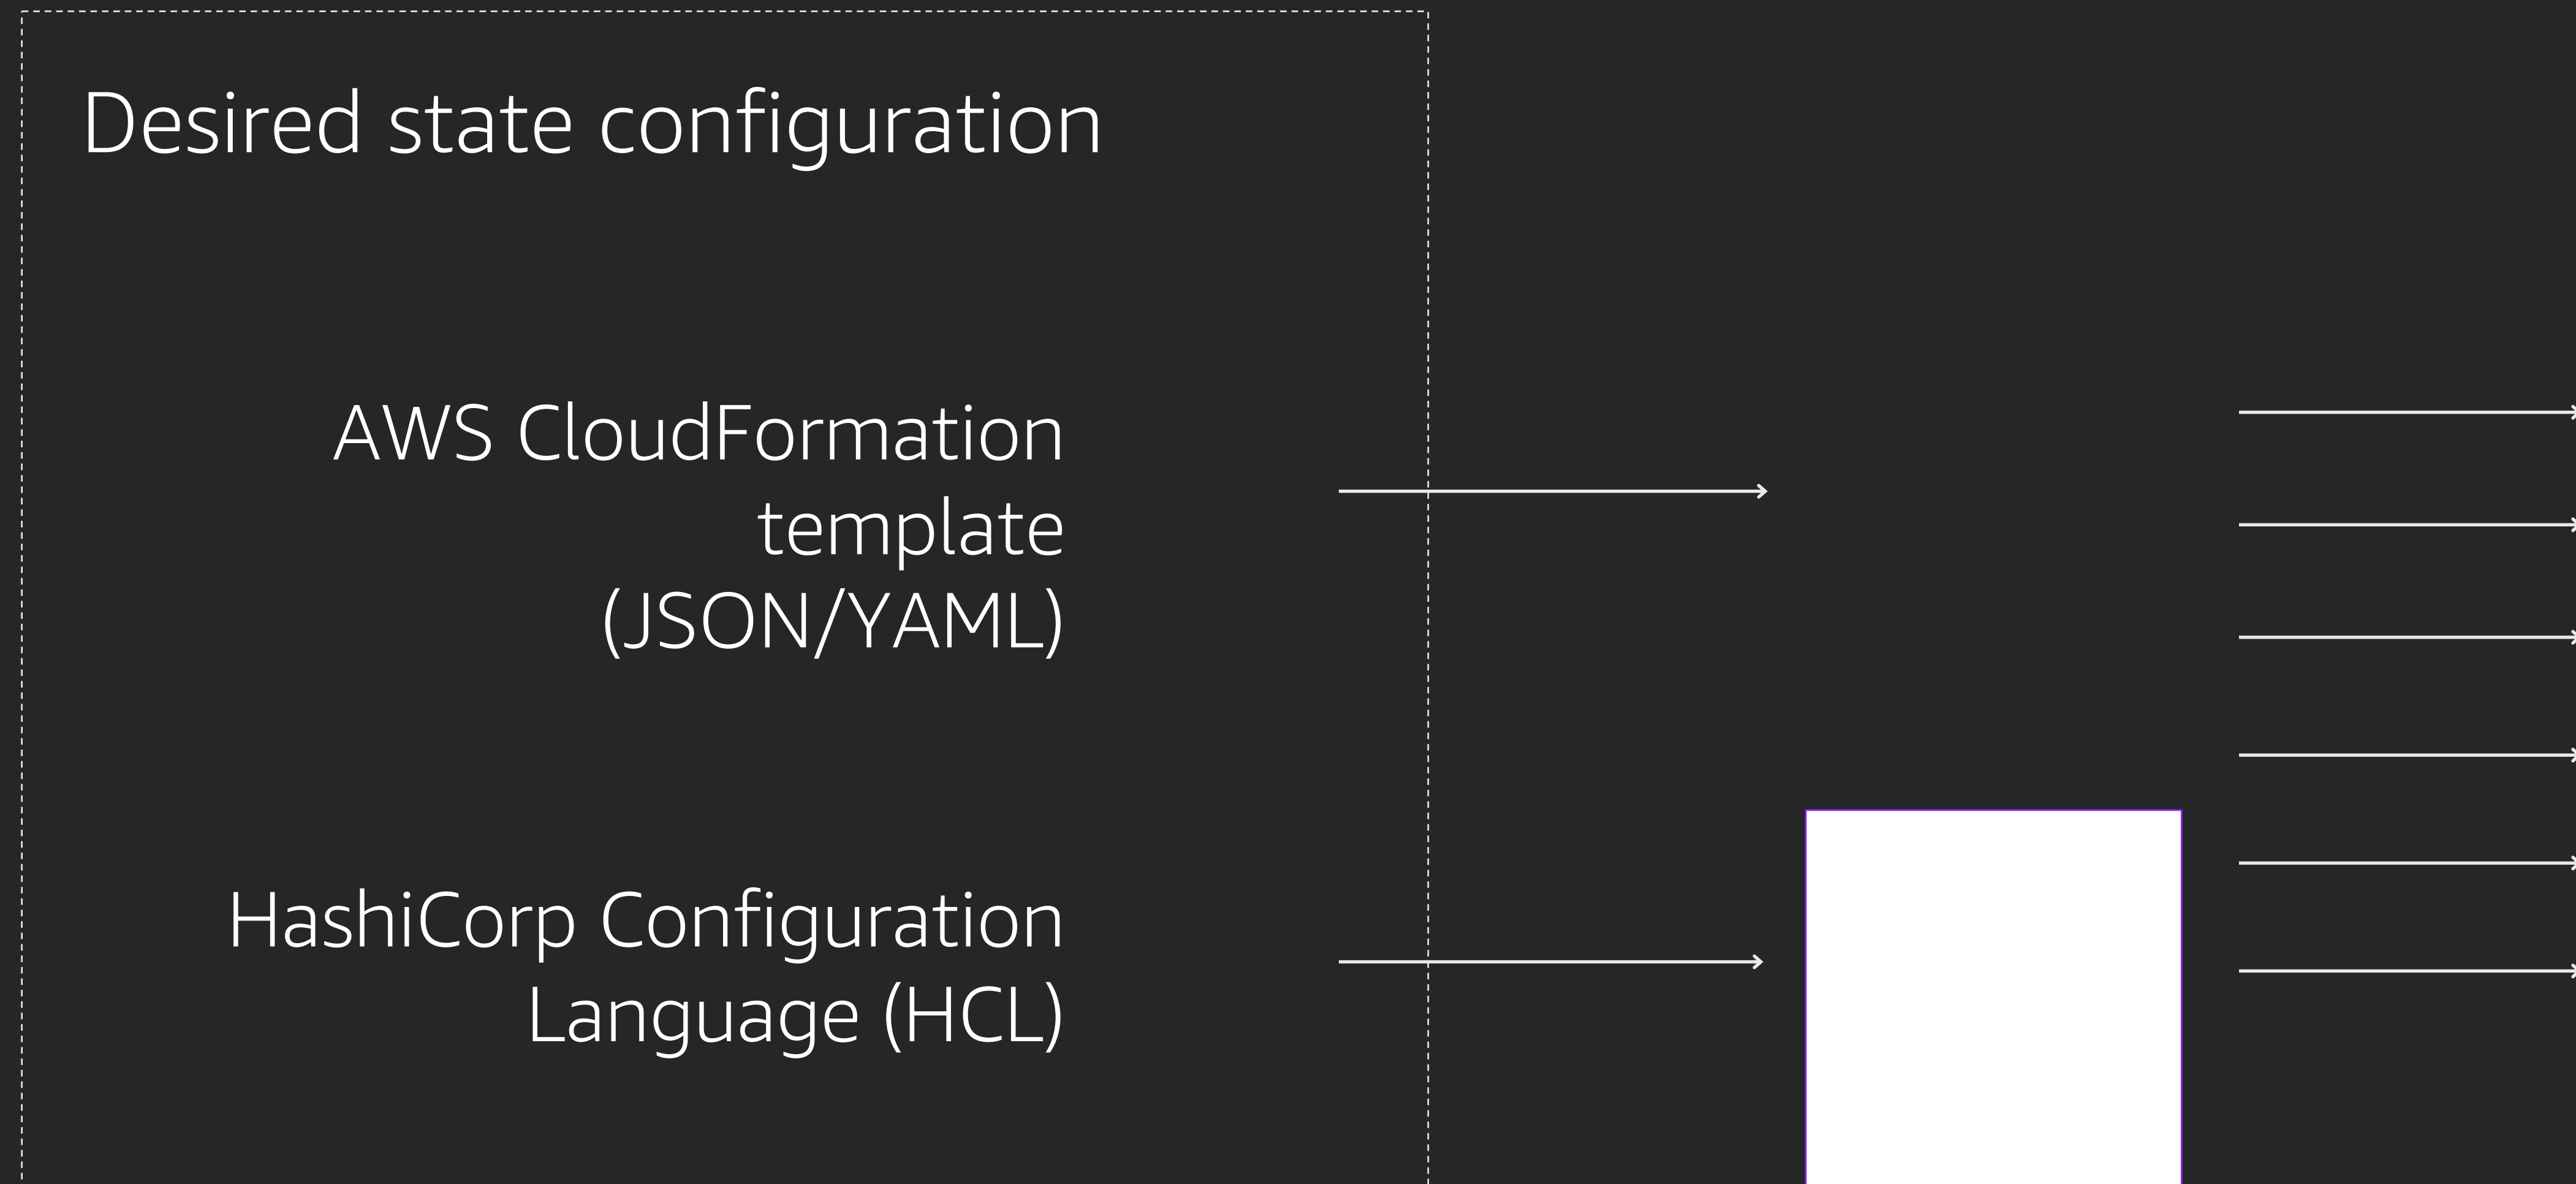 Desired state configuration
AWS CloudFormation
template
(JSON/YAML)
HashiCorp Configuration
Language (HCL)